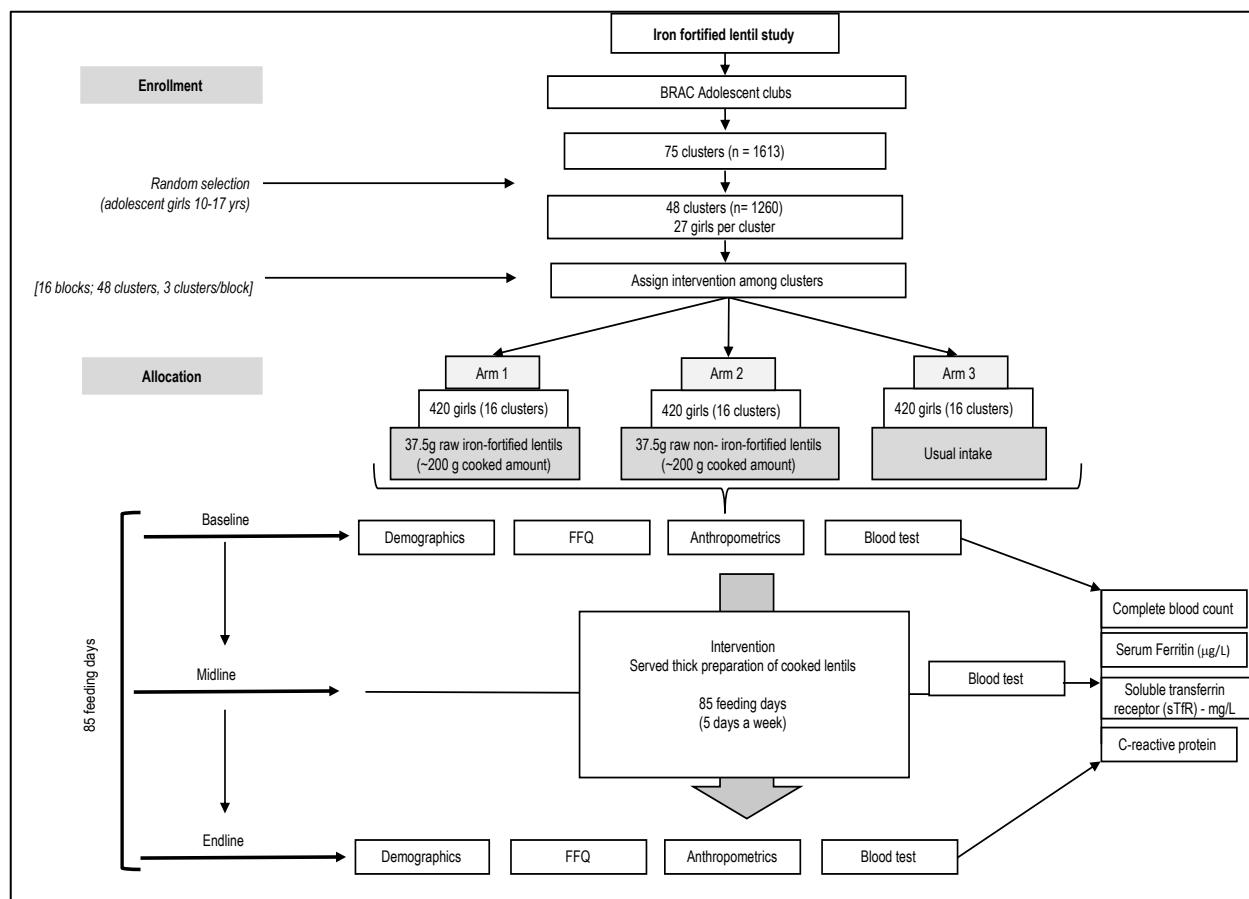 Iron fortified lentil study
Enrollment
BRAC Adolescent clubs
75 clusters (n = 1613)
Random selection
(adolescent girls 10-17 yrs)
48 clusters (n= 1260)
27 girls per cluster
[16 blocks; 48 clusters, 3 clusters/block]
Assign intervention among clusters
Allocation
Arm 1
Arm 2
Arm 3
420 girls (16 clusters)
420 girls (16 clusters)
420 girls (16 clusters)
37.5g raw iron-fortified lentils
(~200 g cooked amount)
37.5g raw non- iron-fortified lentils
(~200 g cooked amount)
Usual intake
85 feeding days
Baseline
Demographics
FFQ
Anthropometrics
Blood test
Midline
Intervention
Served thick preparation of cooked lentils
85 feeding days
(5 days a week)
Blood test
Complete blood count
Serum Ferritin (µg/L)
Soluble transferrin
receptor (sTfR) - mg/L
C-reactive protein
Endline
Demographics
FFQ
Anthropometrics
Blood test